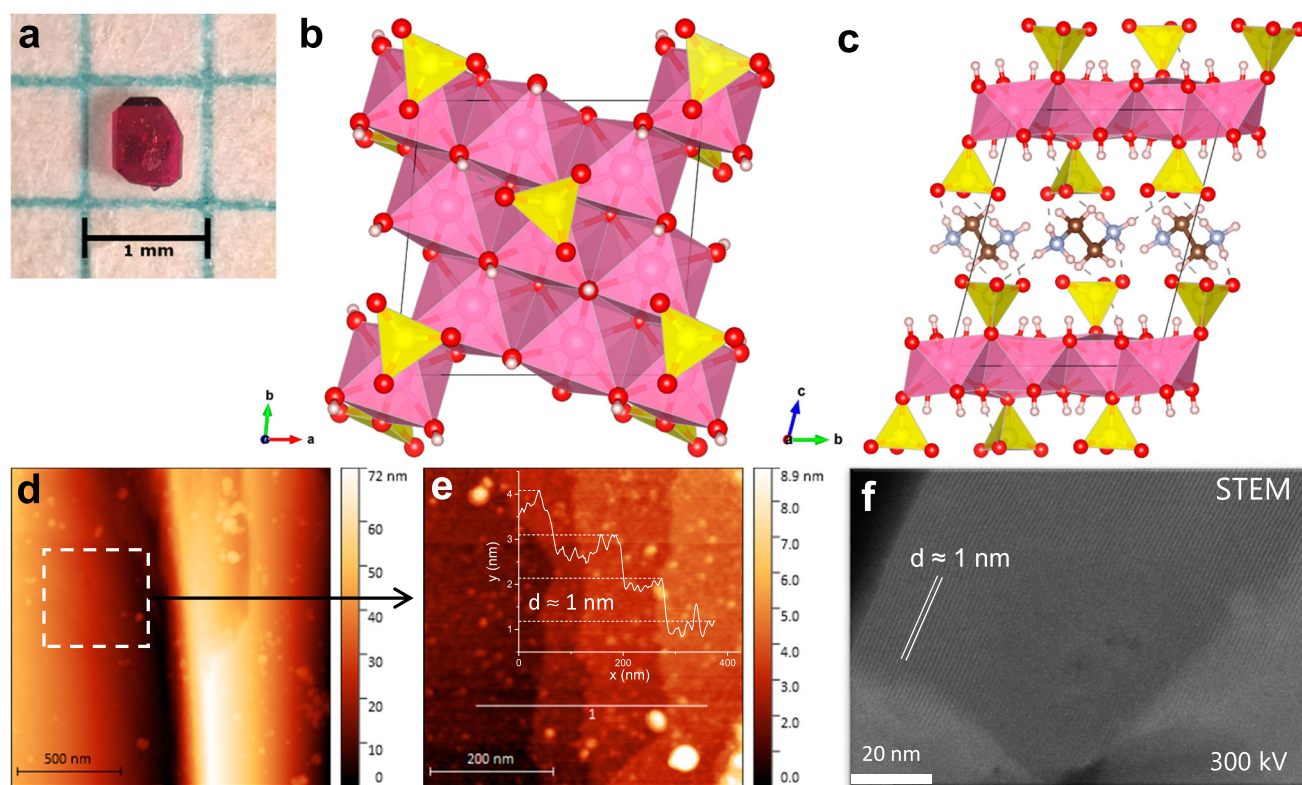 a
1 mm
b
b
a
c
c
a
b
d
72 nm
60
50
40
30
20
10
0
500 nm
e
8.9 nm
8.0
7.0
6.0
5.0
4.0
3.0
2.0
1.0
0.0
4
3
2
1
y (nm)
d ≈ 1 nm
0
200
400
x (nm)
1
200 nm
f
STEM
d ≈ 1 nm
20 nm
300 kV